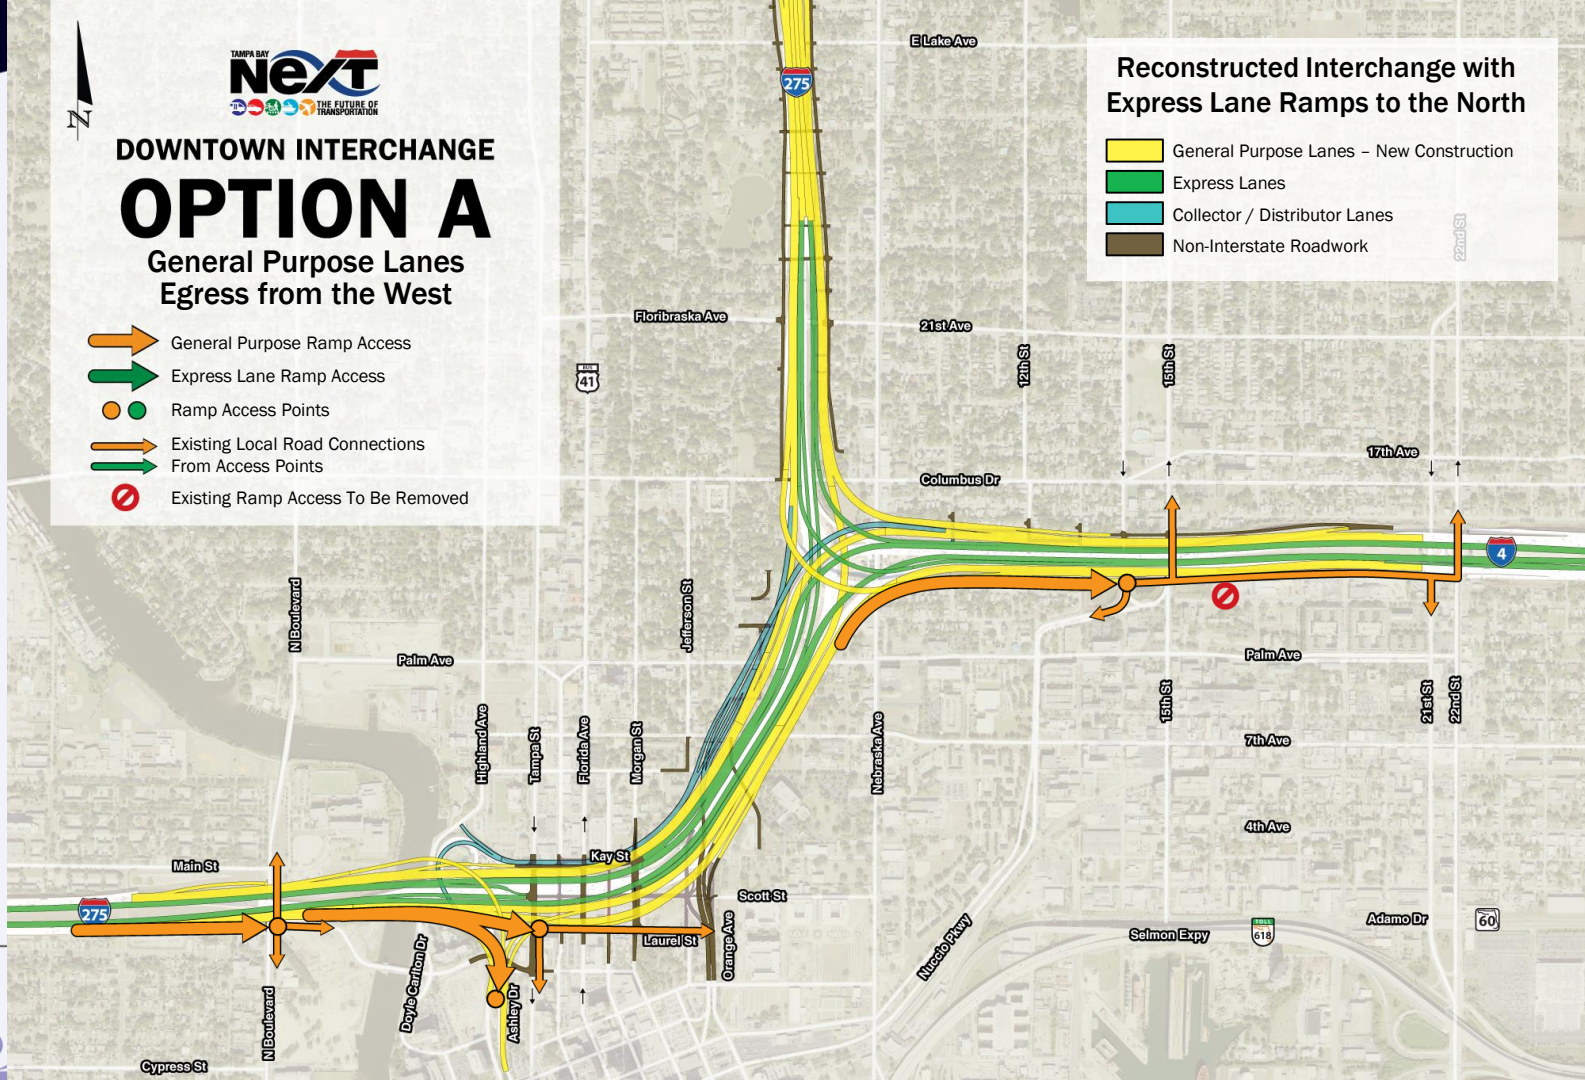 TAMPA BAY
NeXT
THE FUTURE OF
TRANSPORTATION
N
DOWNTOWN INTERCHANGE
OPTION A
General Purpose Lanes
Egress from the West
General Purpose Ramp Access
Express Lane Ramp Access
Ramp Access Points
Existing Local Road Connections
From Access Points
Existing Ramp Access To Be Removed
Reconstructed Interchange with
Express Lane Ramps to the North
General Purpose Lanes – New Construction
Express Lanes
Collector / Distributor Lanes
Non-Interstate Roadwork
E Lake Ave
275
22nd St
Floribraska Ave
21st Ave
BUS
41
12th St
15th St
17th Ave
Columbus Dr
4
N Boulevard
Jefferson St
Palm Ave
Palm Ave
15th St
21st St
22nd St
Highland Ave
Tampa St
Florida Ave
Morgan St
Nebraska Ave
7th Ave
4th Ave
Main St
Kay St
Scott St
275
Laurel St
Orange Ave
Nuccio Pkwy
Selmon Expy
TOLL
618
Adamo Dr
60
Doyle Carlton Dr
Ashley Dr
N Boulevard
Cypress St